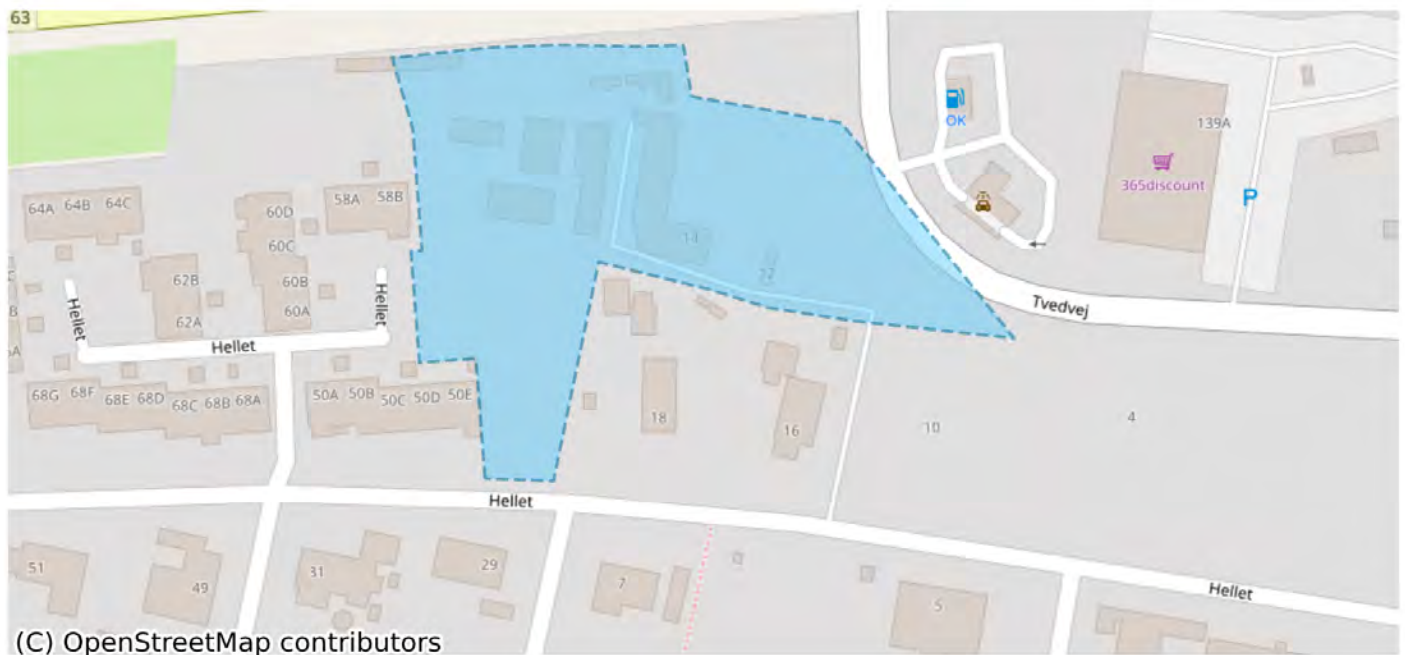 63
OK
139A
365discount
P
64A 64B 64C
58A 58B
60D
60C
14
12
62B
60B
62A
60A
Hellet
Hellet
Hellet
Tvedvej
68G 68F 68E 68D 68C 68B 68A
50A 50B 50C 50D 50E
18
16
10
4
Hellet
51
49
31
29
7
5
Hellet
(C) OpenStreetMap contributors